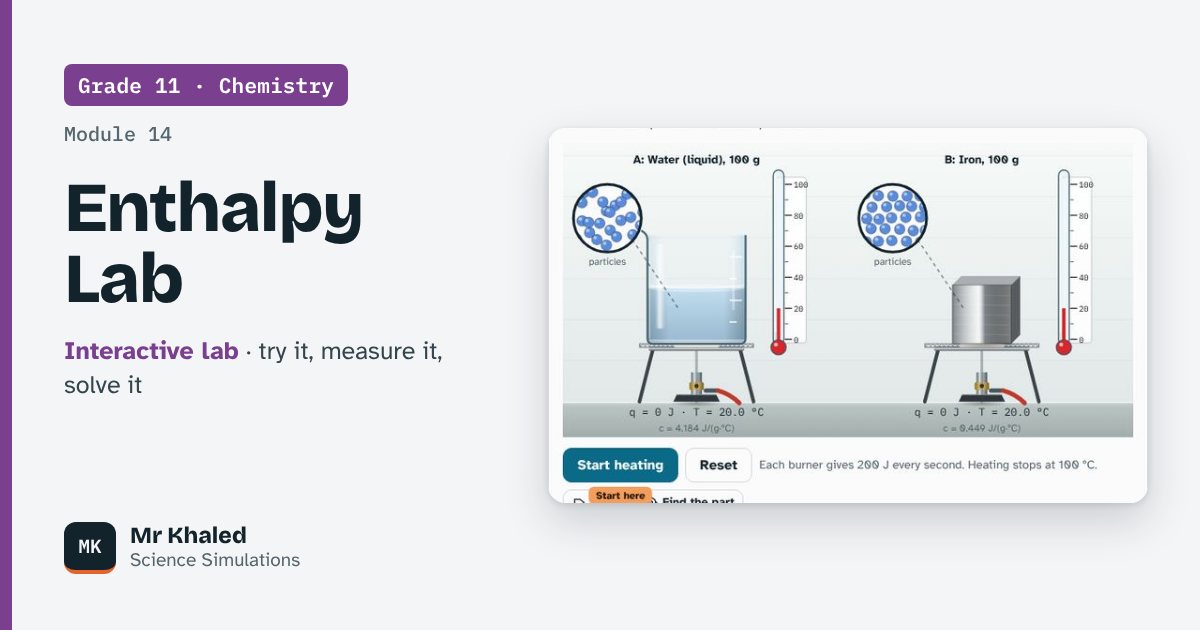 Grade 11 · Chemistry
Module 14
Enthalpy
Lab
Interactive lab · try it, measure it,
solve it
MK
Mr Khaled
Science Simulations
A: Water (liquid), 100 g
100
80
60
40
20
0
particles
q = 0 J · T = 20.0 °C
c = 4.184 J/(g·°C)
B: Iron, 100 g
100
80
60
40
20
0
particles
q = 0 J · T = 20.0 °C
c = 0.449 J/(g·°C)
Start heating
Reset
Each burner gives 200 J every second. Heating stops at 100 °C.
Start here
Find the part